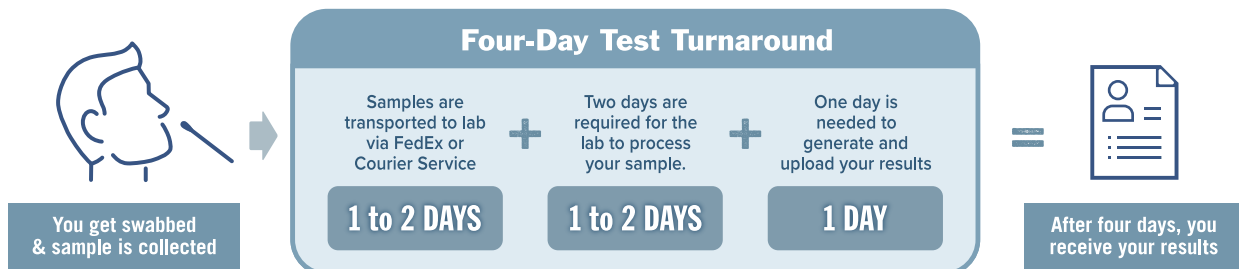 Four-Day Test Turnaround
Samples are
transported to lab
via FedEx or
Courier Service
1 to 2 DAYS
+
Two days are
required for the
lab to process
your sample.
1 to 2 DAYS
+
One day is
needed to
generate and
upload your results
1 DAY
=
You get swabbed
& sample is collected
After four days, you
receive your results